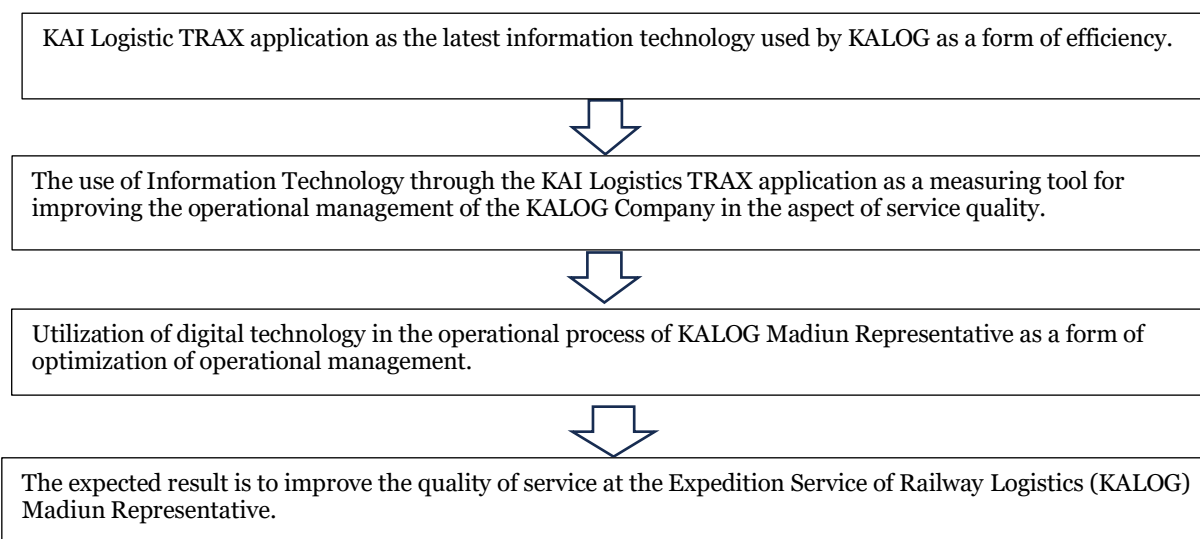 KAI Logistic TRAX application as the latest information technology used by KALOG as a form of efficiency.
The use of Information Technology through the KAI Logistics TRAX application as a measuring tool for
improving the operational management of the KALOG Company in the aspect of service quality.
Utilization of digital technology in the operational process of KALOG Madiun Representative as a form of
optimization of operational management.
The expected result is to improve the quality of service at the Expedition Service of Railway Logistics (KALOG)
Madiun Representative.